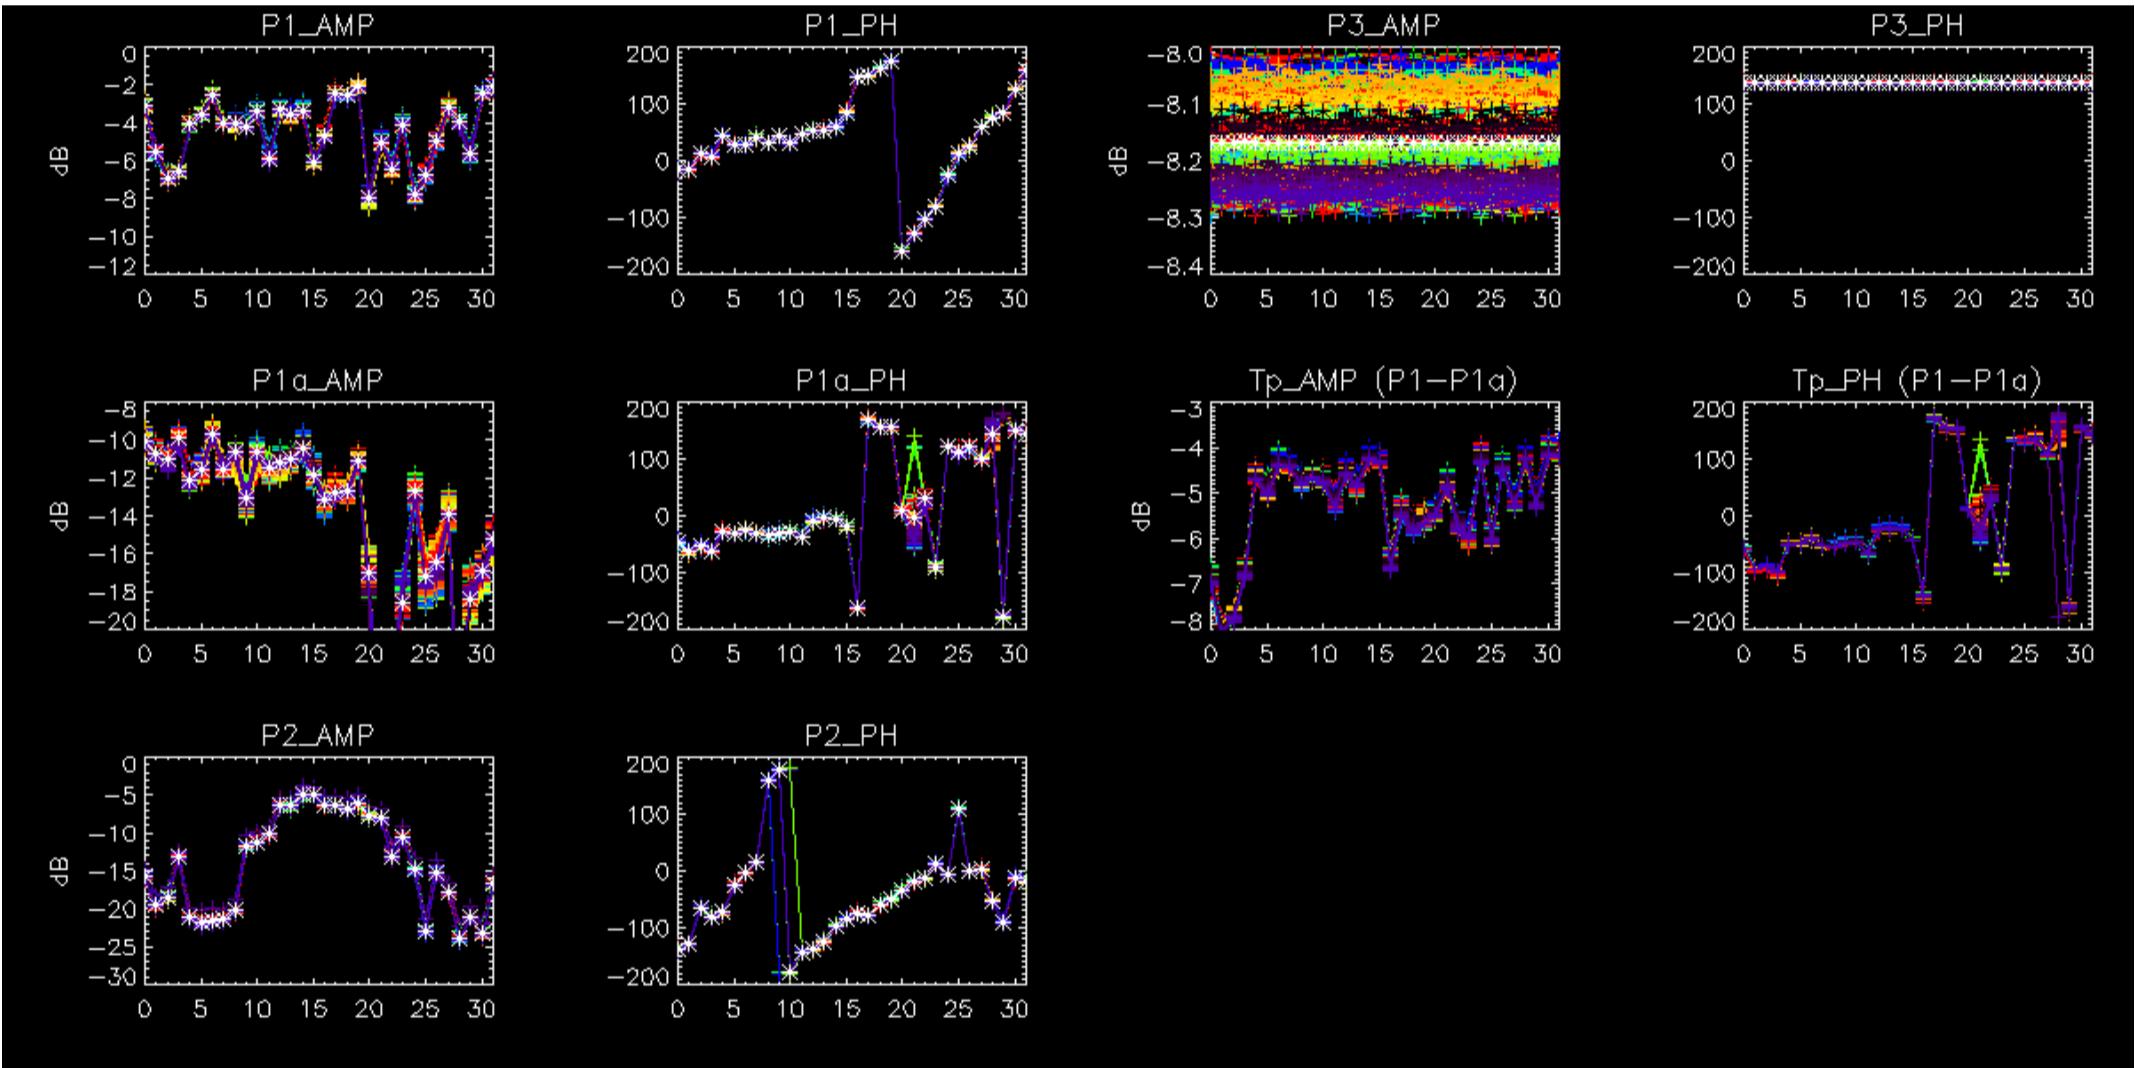 P1_AMP P1_PH P3_AMP P3_PH
0 200 -8.0 200
-2 100 -8.1 100
-4 0 -8.2 0
-6 -100 -8.3 -100
-8 -200 -8.4 -200
-10
-12
dB dB
0 5 10 15 20 25 30 0 5 10 15 20 25 30 0 5 10 15 20 25 30 0 5 10 15 20 25 30
P1a_AMP P1a_PH Tp_AMP (P1-P1a) Tp_PH (P1-P1a)
-8 200 -3 200
-10 100 -4 100
-12 0 -5 0
-14 -100 -6 -100
-16 -200 -7 -200
-18 -8
-20
dB dB
0 5 10 15 20 25 30 0 5 10 15 20 25 30 0 5 10 15 20 25 30 0 5 10 15 20 25 30
P2_AMP P2_PH
0 200
-5 100
-10 0
-15 -100
-20 -200
-25
-30
dB
0 5 10 15 20 25 30 0 5 10 15 20 25 30